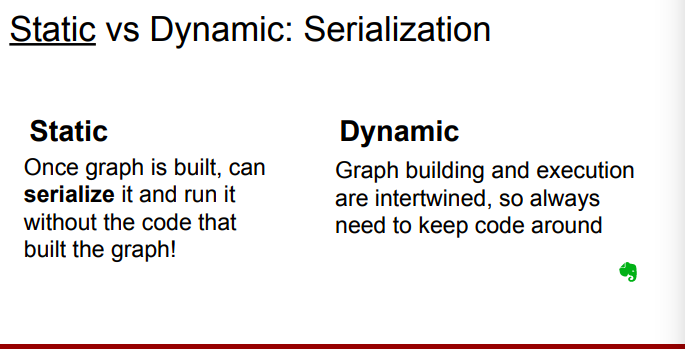 Static vs Dynamic: Serialization
Static
Once graph is built, can
serialize it and run it
without the code that
built the graph!
Dynamic
Graph building and execution
are intertwined, so always
need to keep code around